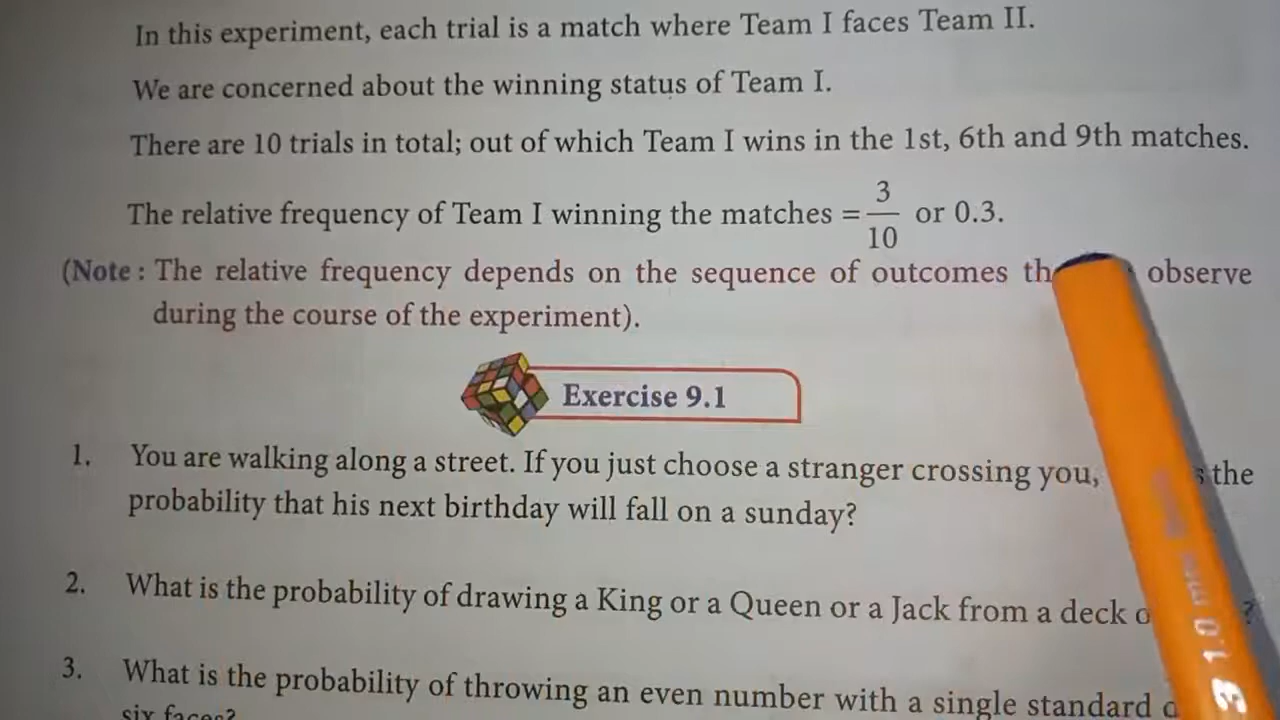 In this experiment, each trial is a match where Team I faces Team II.
We are concerned about the winning status of Team I.
There are 10 trials in total; out of which Team I wins in the 1st, 6th and 9th matches.
The relative frequency of Team I winning the matches = 3/10 or 0.3.
(Note : The relative frequency depends on the sequence of outcomes observe
during the course of the experiment).
Exercise 9.1
1. You are walking along a street. If you just choose a stranger crossing you, the
probability that his next birthday will fall on a sunday?
2. What is the probability of drawing a King or a Queen or a Jack from a deck ?
3. What is the probability of throwing an even number with a single standard
six faces?
3 1.0 mm